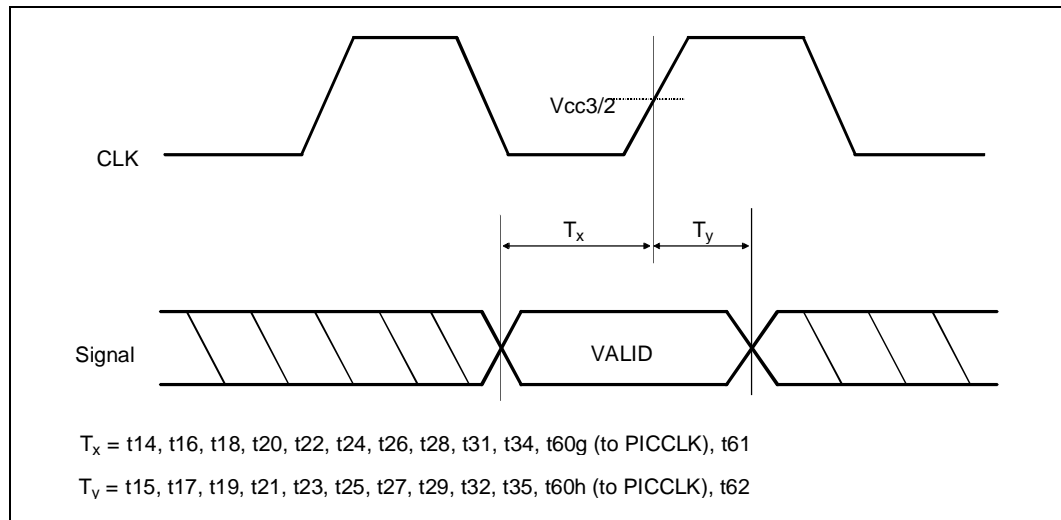 Vcc3/2
CLK
Tx Ty
Signal VALID
Tx = t14, t16, t18, t20, t22, t24, t26, t28, t31, t34, t60g (to PICCLK), t61
Ty = t15, t17, t19, t21, t23, t25, t27, t29, t32, t35, t60h (to PICCLK), t62